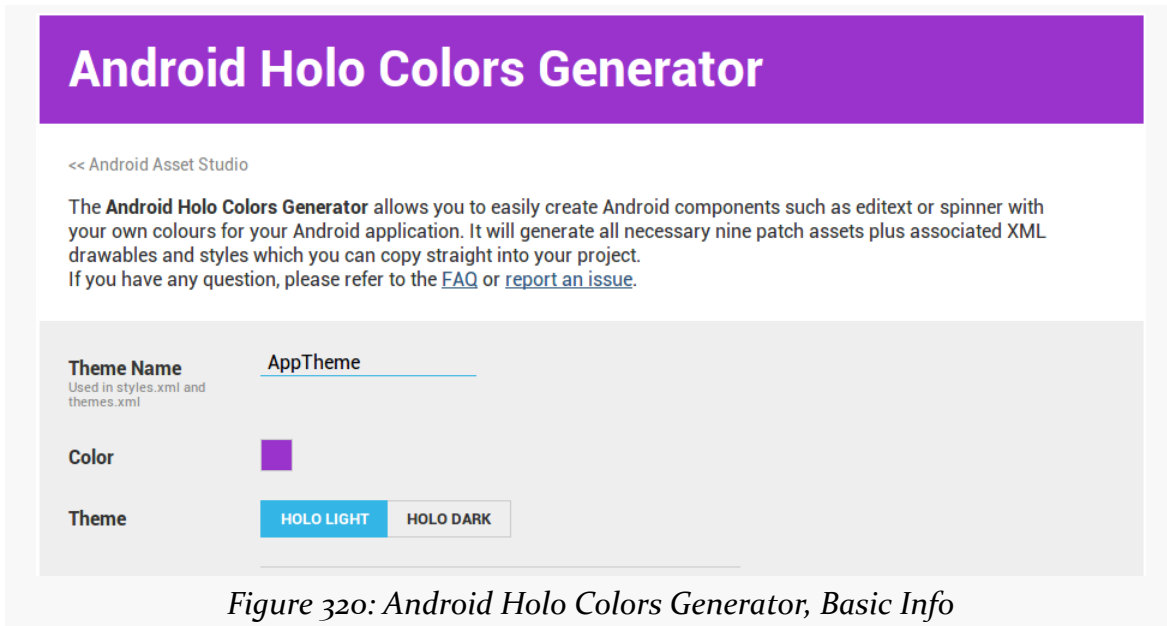 Android Holo Colors Generator
<< Android Asset Studio
The Android Holo Colors Generator allows you to easily create Android components such as editext or spinner with
your own colours for your Android application. It will generate all necessary nine patch assets plus associated XML
drawables and styles which you can copy straight into your project.
If you have any question, please refer to the FAQ or report an issue.
Theme Name
Used in styles.xml and
themes.xml
AppTheme
Color
Theme
HOLO LIGHT HOLO DARK
Figure 320: Android Holo Colors Generator, Basic Info